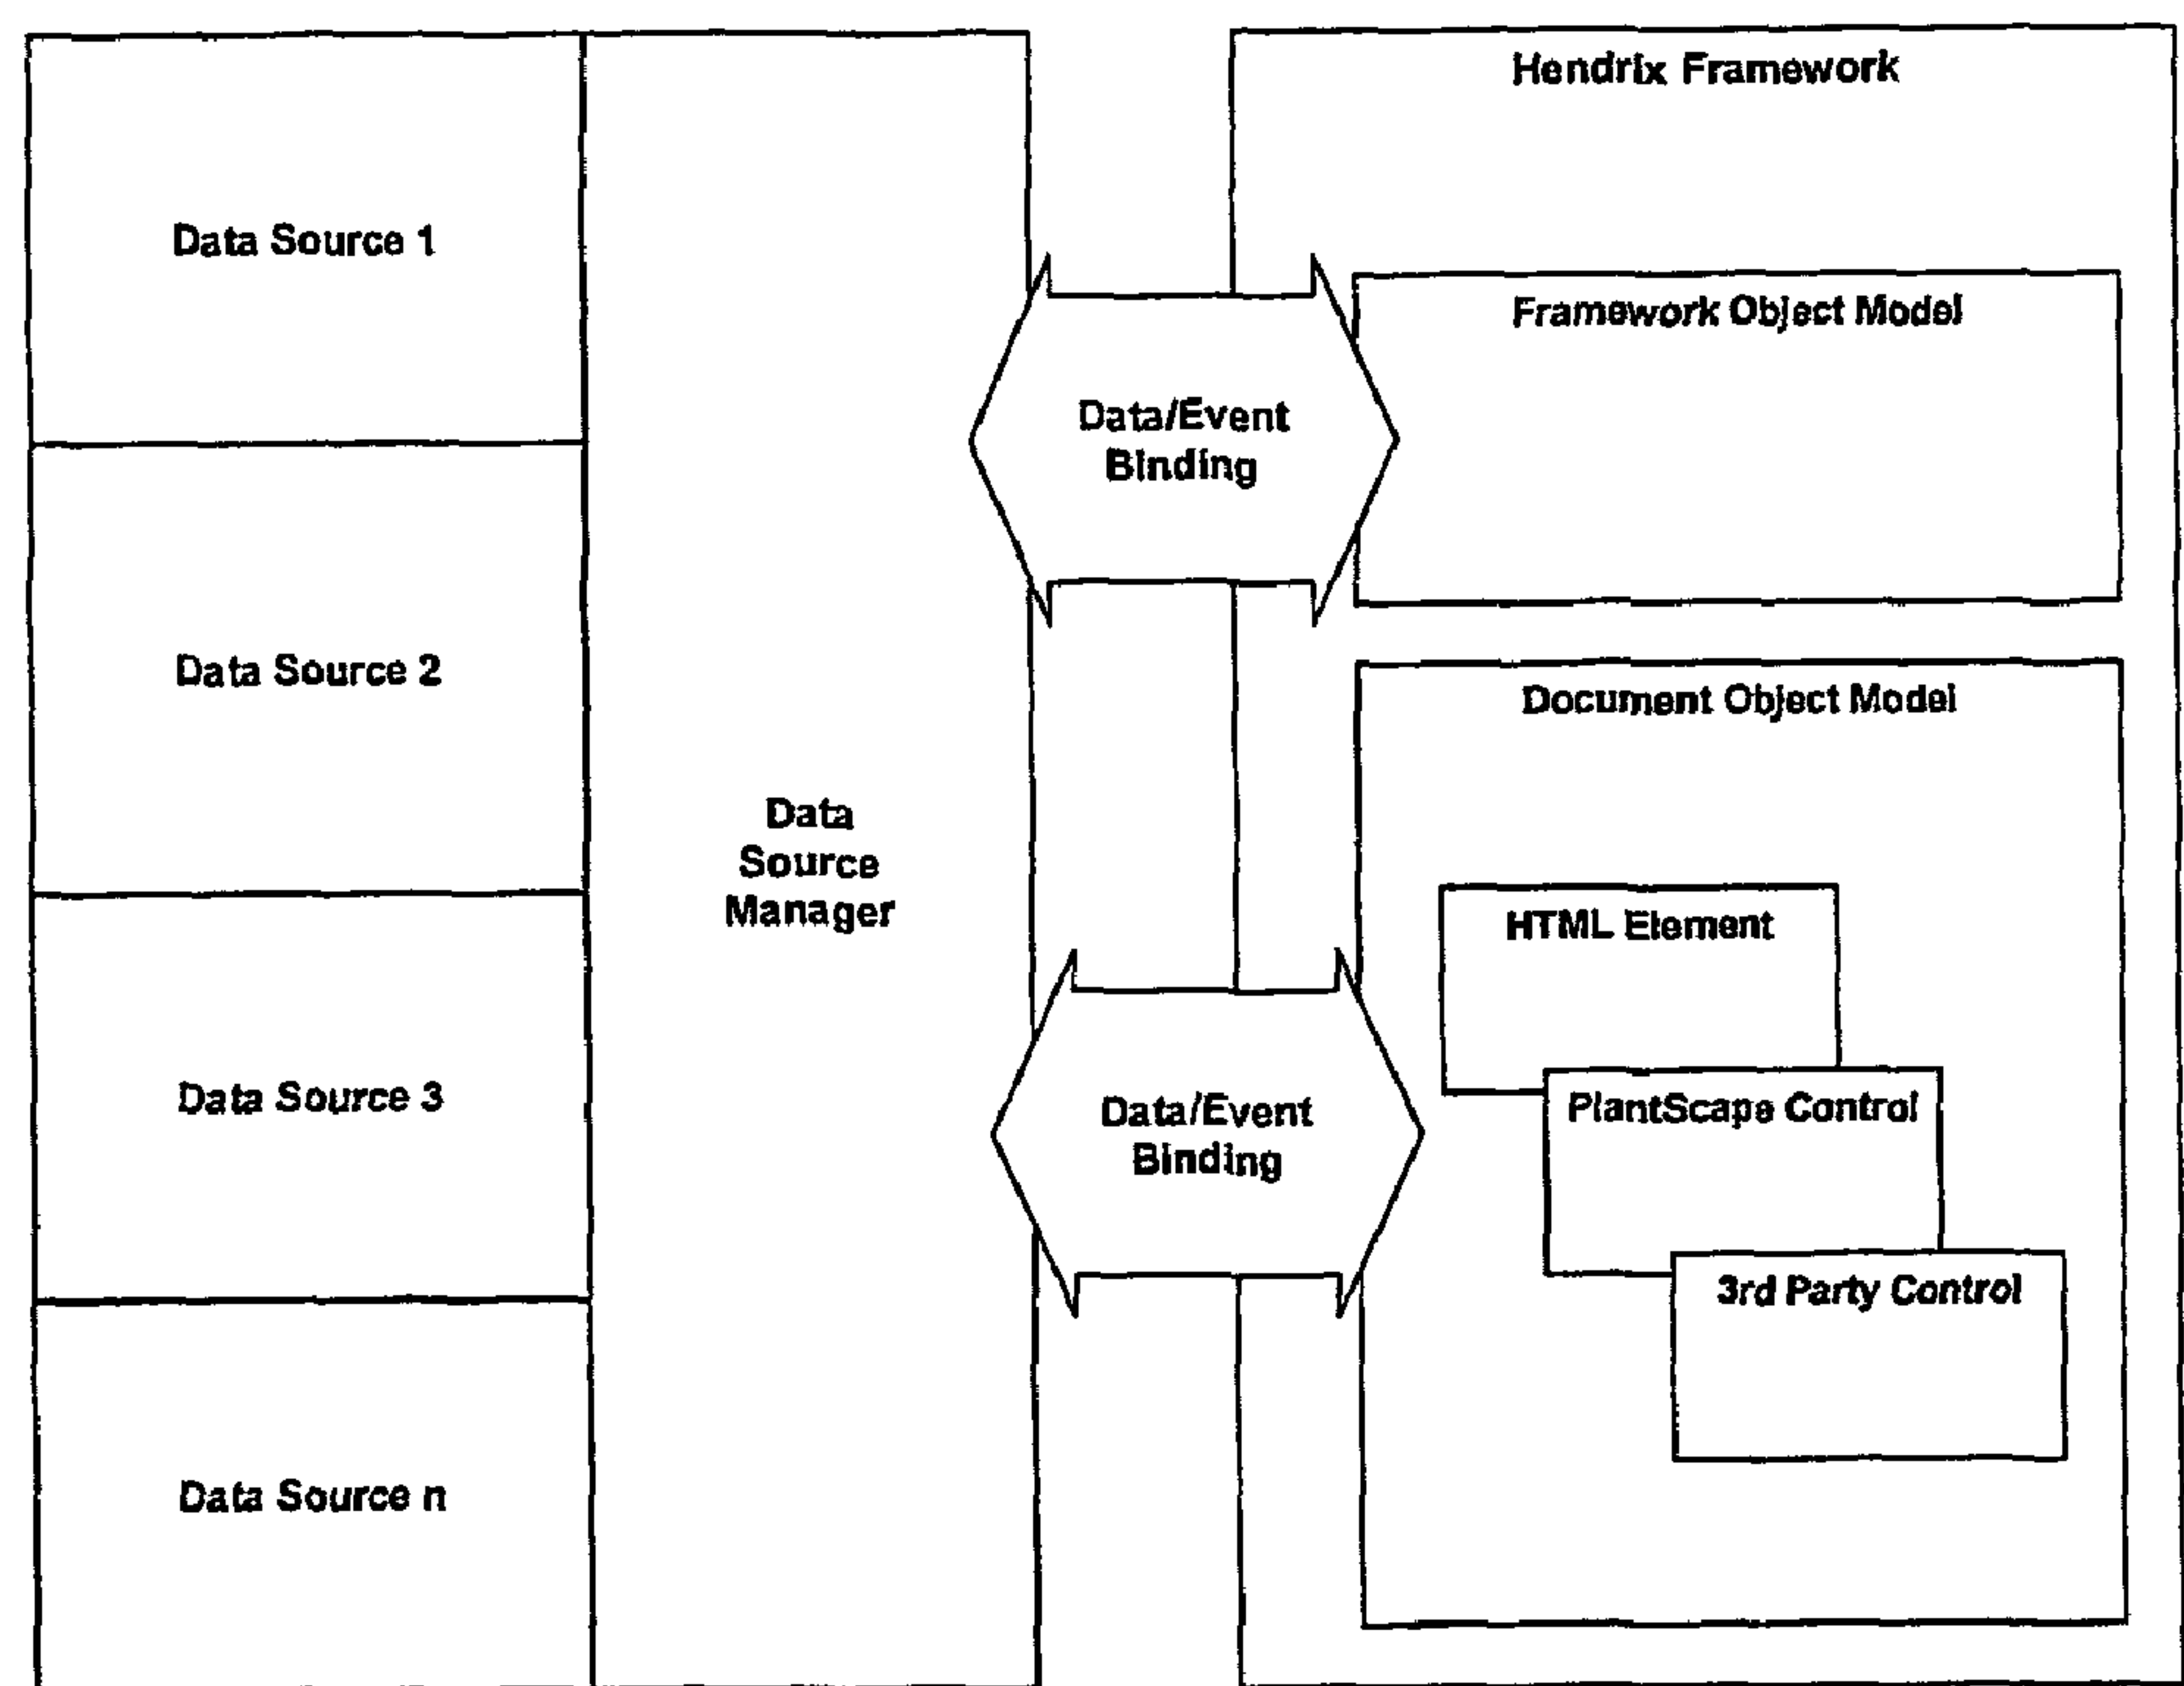 Data Source 1
Data Source 2
Data Source 3
Data Source n
Data
Source
Manager
Data/Event
Binding
Data/Event
Binding
Hendrix Framework
Framework Object Model
Document Object Model
HTML Element
PlantScape Control
3rd Party Control